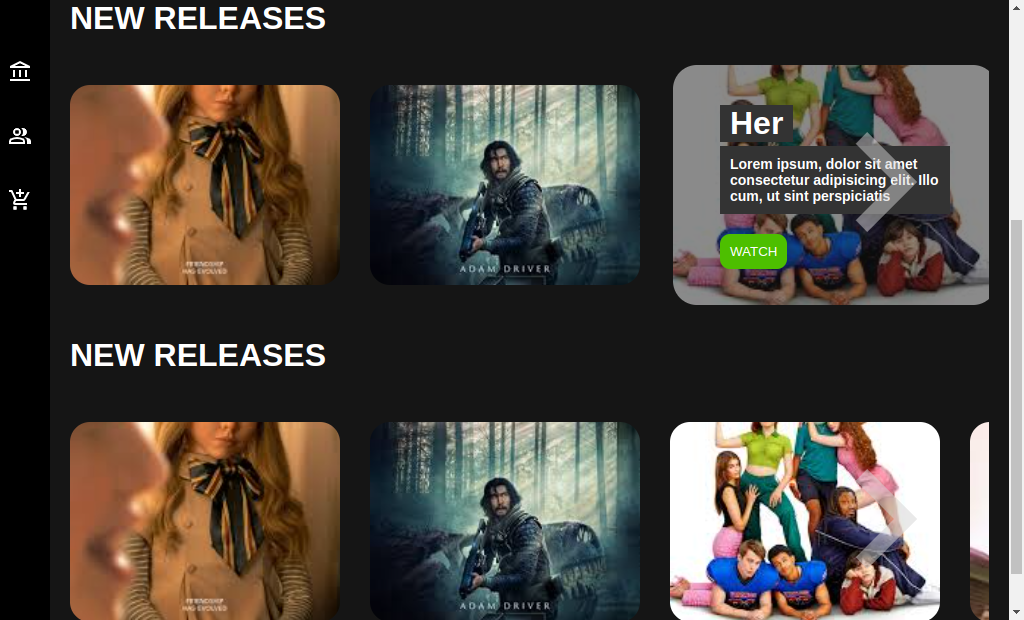 NEW RELEASES
FRIENDSHIP
HAS EVOLVED
ADAM DRIVER
Her
Lorem ipsum, dolor sit amet
consectetur adipisicing elit. Illo
cum, ut sint perspiciatis
WATCH
NEW RELEASES
FRIENDSHIP
HAS EVOLVED
ADAM DRIVER